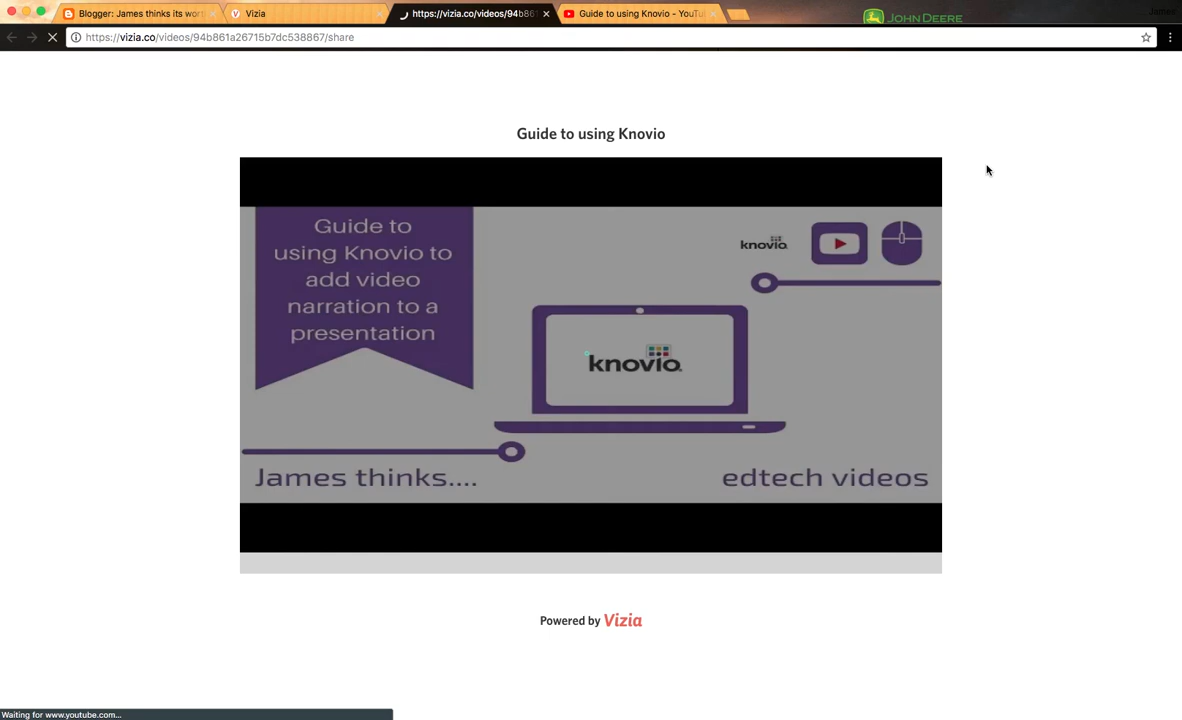 Blogger: James thinks its wor
Vizia
https://vizia.co/videos/94b861
Guide to using Knovio - YouTu
JOHN DEERE
https://vizia.co/videos/94b861a26715b7dc538867/share
Guide to using Knovio
Guide to
using Knovio to
add video
narration to a
presentation
knovio
knovio
James thinks....
edtech videos
Powered by Vizia
Waiting for www.youtube.com...